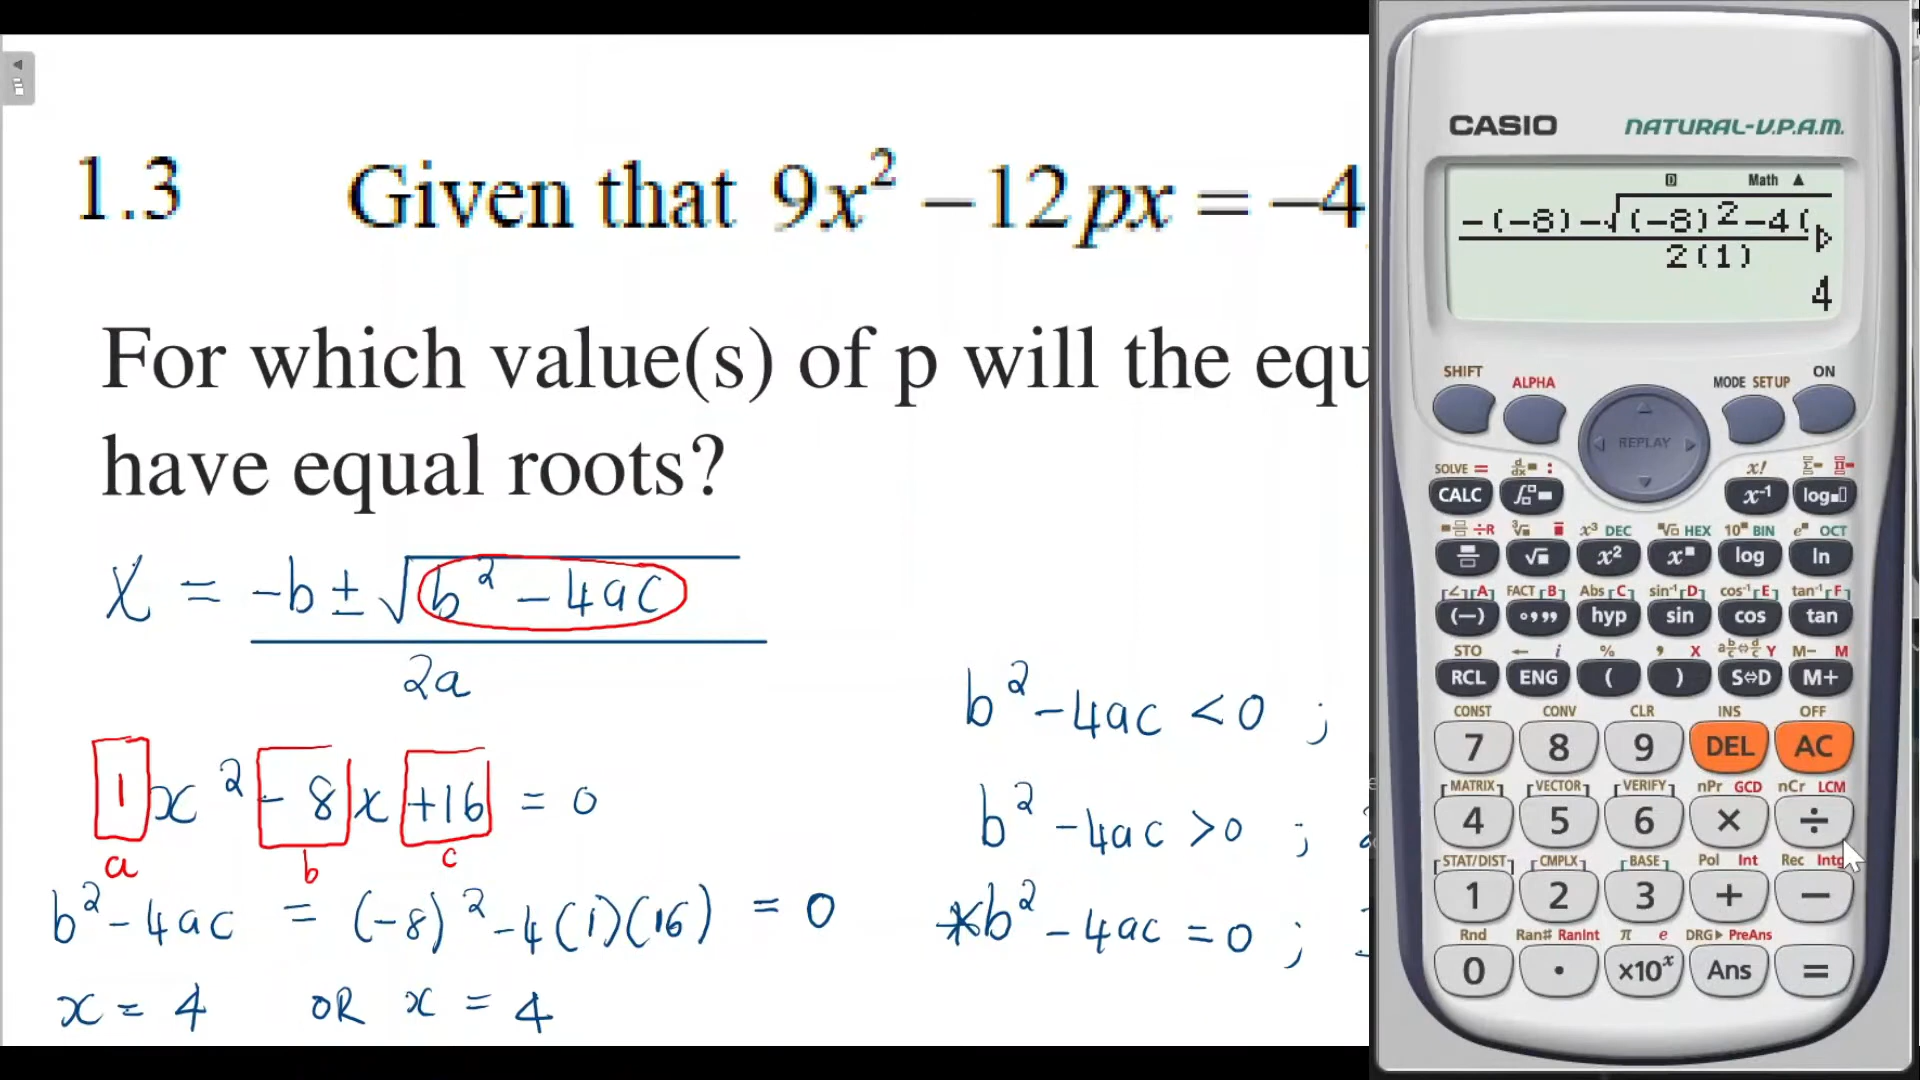 1.3 Given that 9x² – 12px = –4
For which value(s) of p will the equ
have equal roots?
x = -b ± √b² - 4ac
2a
1x² - 8x + 16 = 0
a b c
b² - 4ac = (-8)² - 4(1)(16) = 0
x = 4 OR x = 4
b² - 4ac < 0 ;
b² - 4ac > 0 ;
*b² - 4ac = 0 ;
CASIO NATURAL-V.P.A.M.
D Math ▲
-(-8)-√(-8)²-4(
2(1)
4
SHIFT ALPHA MODE SETUP ON
REPLAY
SOLVE = d/dx : x! Σ Π
CALC ∫ x⁻¹ log
÷R ³√ x³ DEC √ HEX 10 BIN e OCT
√ x² x log ln
∠ A FACT B Abs C sin⁻¹ D cos⁻¹ E tan⁻¹ F
(−) °,,, hyp sin cos tan
STO ← i % , X a b/c⇔d/c Y M− M
RCL ENG ( ) S⇔D M+
CONST CONV CLR INS OFF
7 8 9 DEL AC
MATRIX VECTOR VERIFY nPr GCD nCr LCM
4 5 6 × ÷
STAT/DIST CMPLX BASE Pol Int Rec Intg
1 2 3 + −
Rnd Ran# RanInt π e DRG▶ PreAns
0 . ×10ˣ Ans =